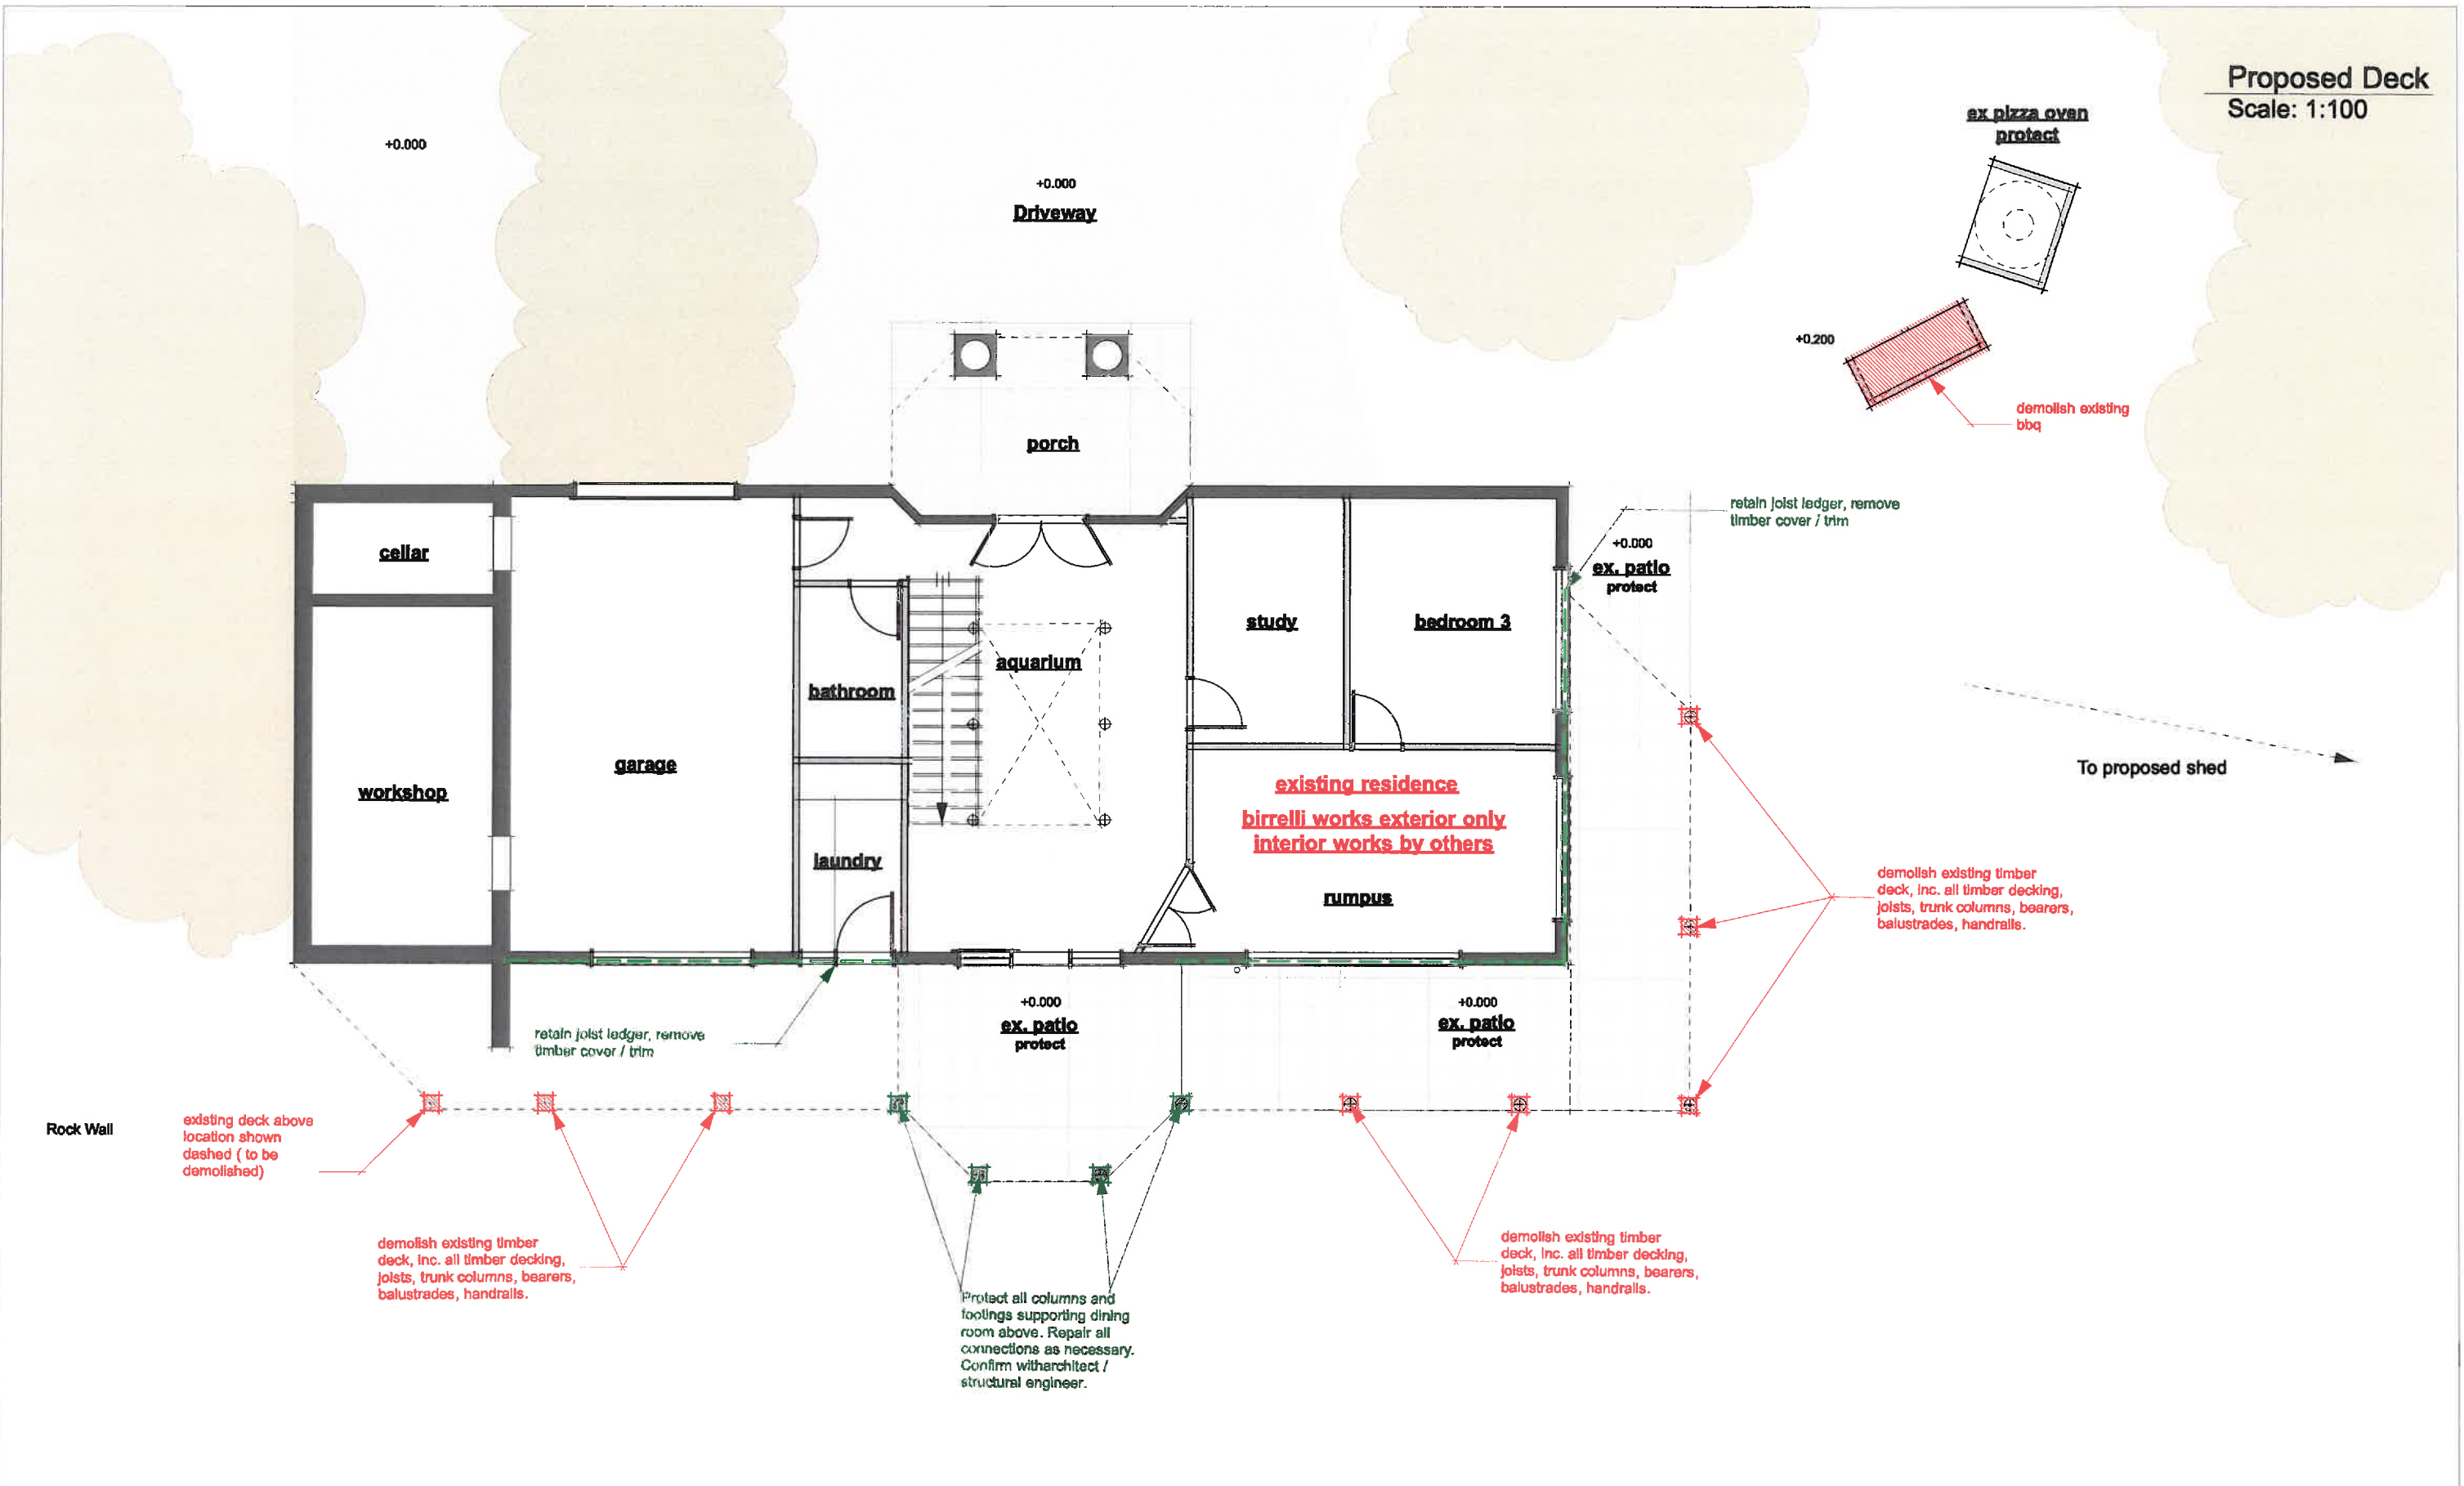 Proposed Deck
Scale: 1:100
ex pizza oven
protect
+0.000
+0.000
Driveway
+0.200
demolish existing
bbq
porch
retain joist ledger, remove
timber cover / trim
+0.000
ex. patio
protect
cellar
study
bedroom 3
aquarium
bathroom
garage
workshop
To proposed shed
existing residence
birrelli works exterior only
interior works by others
laundry
rumpus
demolish existing timber
deck, inc. all timber decking,
joists, trunk columns, bearers,
balustrades, handrails.
+0.000
ex. patio
protect
+0.000
ex. patio
protect
retain joist ledger, remove
timber cover / trim
Rock Wall
existing deck above
location shown
dashed ( to be
demolished)
demolish existing timber
deck, inc. all timber decking,
joists, trunk columns, bearers,
balustrades, handrails.
demolish existing timber
deck, inc. all timber decking,
joists, trunk columns, bearers,
balustrades, handrails.
Protect all columns and
footings supporting dining
room above. Repair all
connections as necessary.
Confirm witharchitect /
structural engineer.